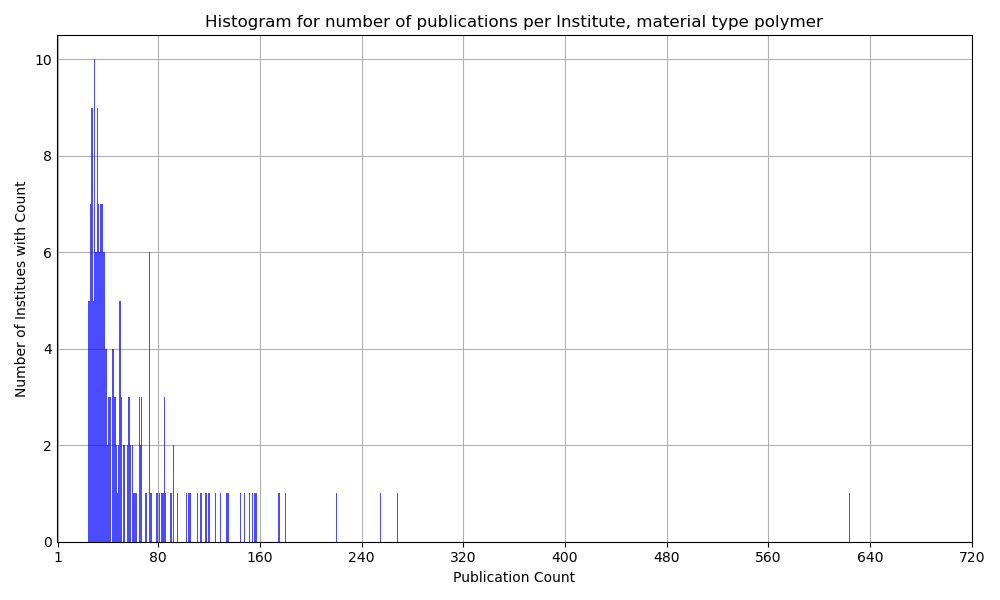 Histogram for number of publications per Institute, material type polymer
10
8
6
4
2
0
Number of Institues with Count
1 80 160 240 320 400 480 560 640 720
Publication Count